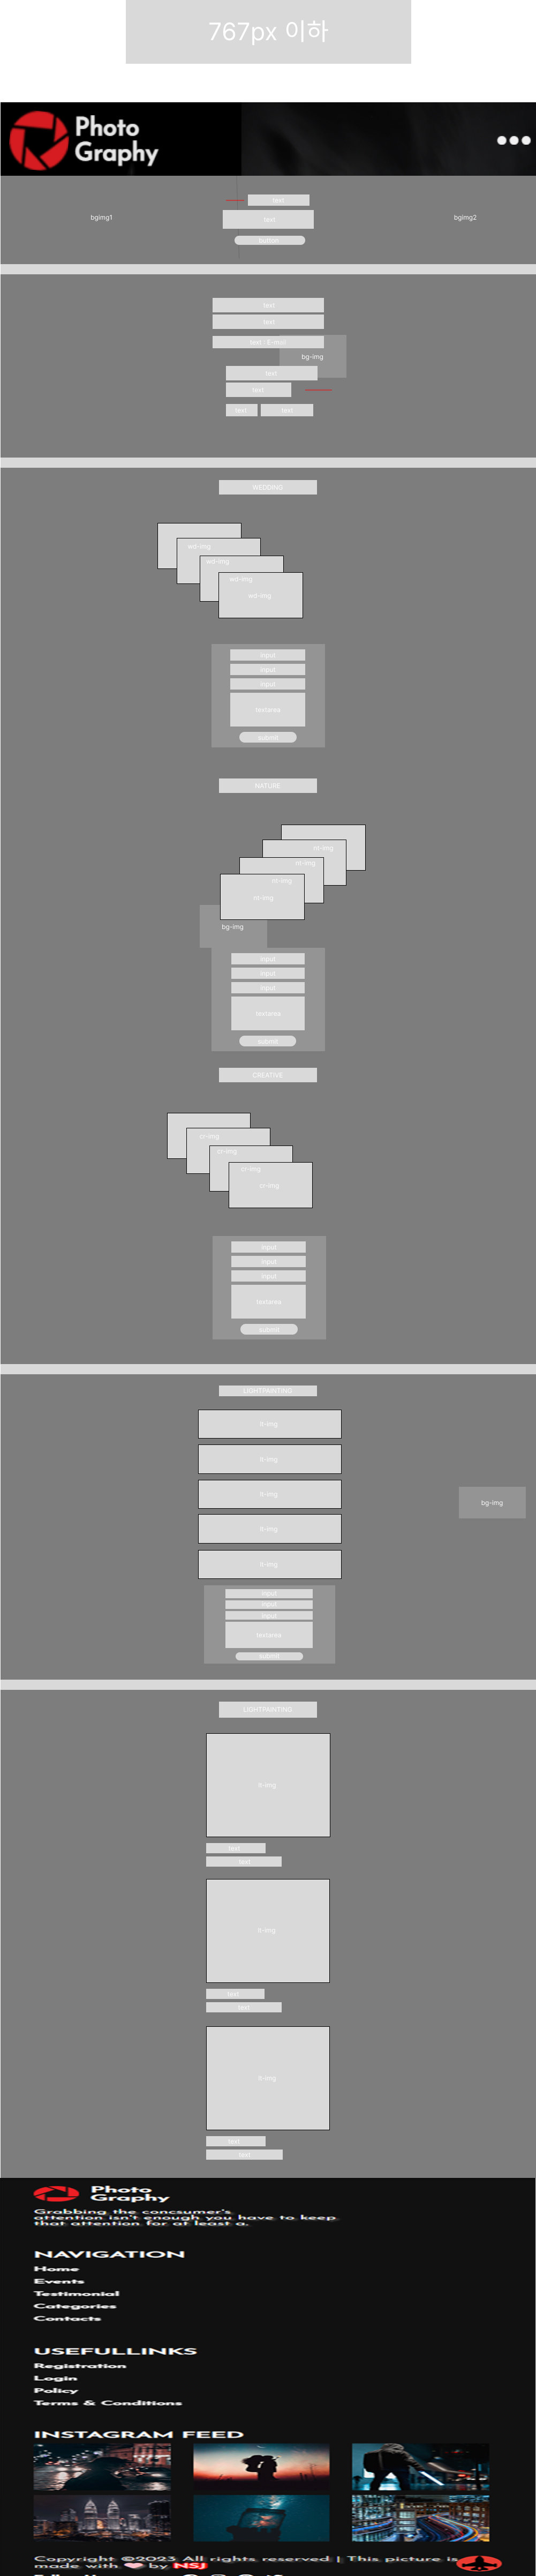 767px 이하
Photo
Graphy
text
bgimg1
text
bgimg2
button
text
text
text : E-mail
bg-img
text
text
text
text
WEDDING
wd-img
wd-img
wd-img
wd-img
input
input
input
textarea
submit
NATURE
nt-img
nt-img
nt-img
nt-img
bg-img
input
input
input
textarea
submit
CREATIVE
cr-img
cr-img
cr-img
cr-img
input
input
input
textarea
submit
LIGHTPAINTING
lt-img
lt-img
lt-img
bg-img
lt-img
lt-img
input
input
input
textarea
submit
LIGHTPAINTING
lt-img
text
text
lt-img
text
text
lt-img
text
text
Photo
Graphy
Grabbing the concsumer's
attention isn't enough you have to keep
that attention for at least a.
NAVIGATION
Home
Events
Testimonial
Categories
Contacts
USEFULLINKS
Registration
Login
Policy
Terms & Conditions
INSTAGRAM FEED
Copyright ©2023 All rights reserved | This picture is
made with ❤ by NSJ